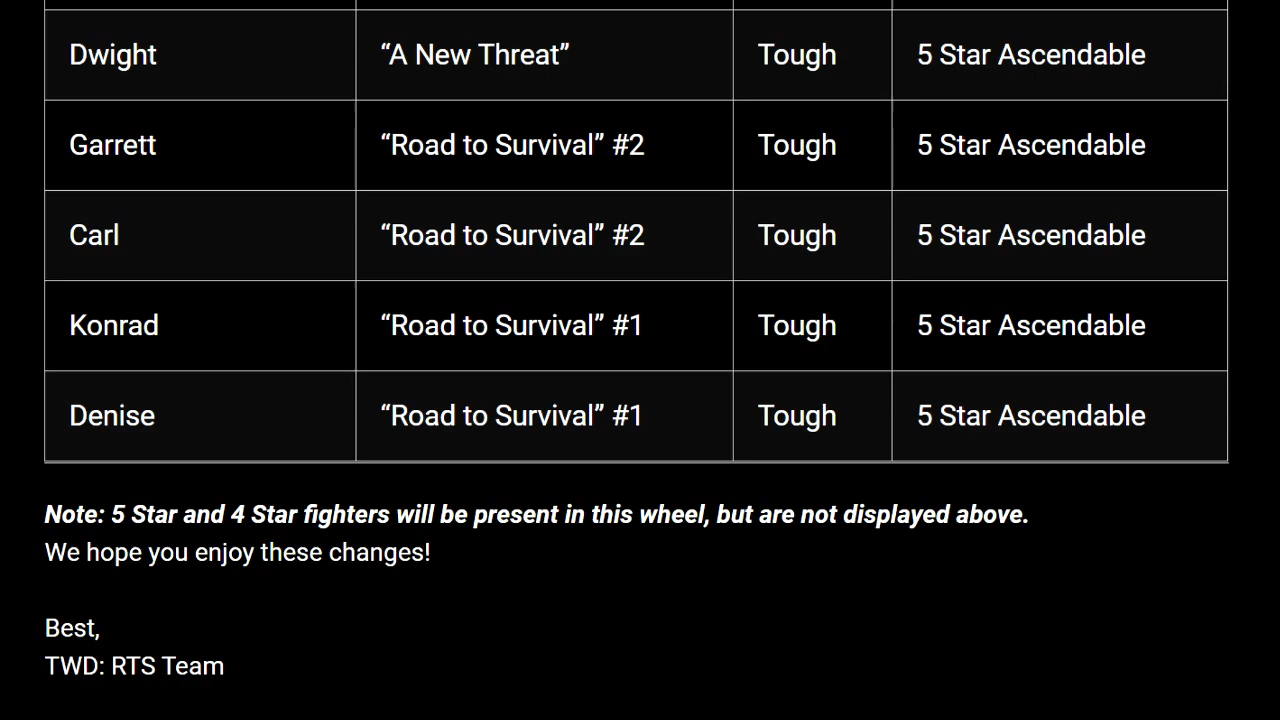 Dwight “A New Threat” Tough 5 Star Ascendable
Garrett “Road to Survival” #2 Tough 5 Star Ascendable
Carl “Road to Survival” #2 Tough 5 Star Ascendable
Konrad “Road to Survival” #1 Tough 5 Star Ascendable
Denise “Road to Survival” #1 Tough 5 Star Ascendable
Note: 5 Star and 4 Star fighters will be present in this wheel, but are not displayed above.
We hope you enjoy these changes!
Best,
TWD: RTS Team